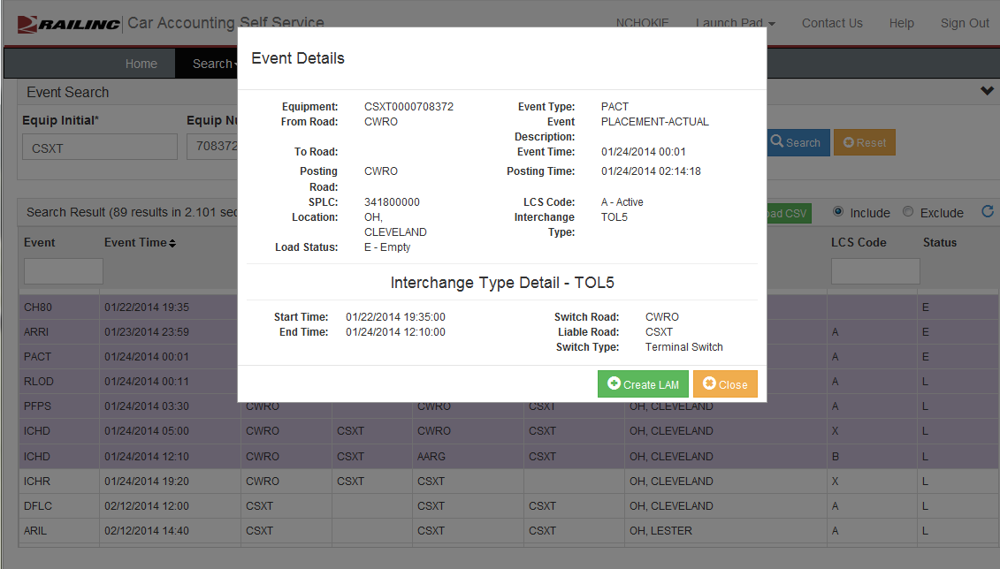 RAILINC Car Accounting Self Service NCHOKIE Launch Pad Contact Us Help Sign Out
Home Search
Event Search
Equip Initial* Equip Nu
CSXT 708372 Search Reset
Search Result (89 results in 2.101 sec oad CSV Include Exclude
Event Event Time LCS Code Status
CH80 01/22/2014 19:35 E
ARRI 01/23/2014 23:59 A E
PACT 01/24/2014 00:01 A E
RLOD 01/24/2014 00:11 A L
PFPS 01/24/2014 03:30 CWRO CWRO CSXT OH, CLEVELAND A L
ICHD 01/24/2014 05:00 CWRO CSXT CWRO CSXT OH, CLEVELAND X L
ICHD 01/24/2014 12:10 CWRO CSXT AARG CSXT OH, CLEVELAND B L
ICHR 01/24/2014 19:20 CWRO CSXT CSXT OH, CLEVELAND X L
DFLC 02/12/2014 12:00 CSXT CSXT CSXT OH, CLEVELAND A L
ARIL 02/12/2014 14:40 CSXT CSXT CSXT OH, LESTER A L
Event Details
Equipment: CSXT0000708372 Event Type: PACT
From Road: CWRO Event PLACEMENT-ACTUAL
Description:
To Road: Event Time: 01/24/2014 00:01
Posting CWRO Posting Time: 01/24/2014 02:14:18
Road:
SPLC: 341800000 LCS Code: A - Active
Location: OH, Interchange TOL5
CLEVELAND Type:
Load Status: E - Empty
Interchange Type Detail - TOL5
Start Time: 01/22/2014 19:35:00 Switch Road: CWRO
End Time: 01/24/2014 12:10:00 Liable Road: CSXT
Switch Type: Terminal Switch
Create LAM Close